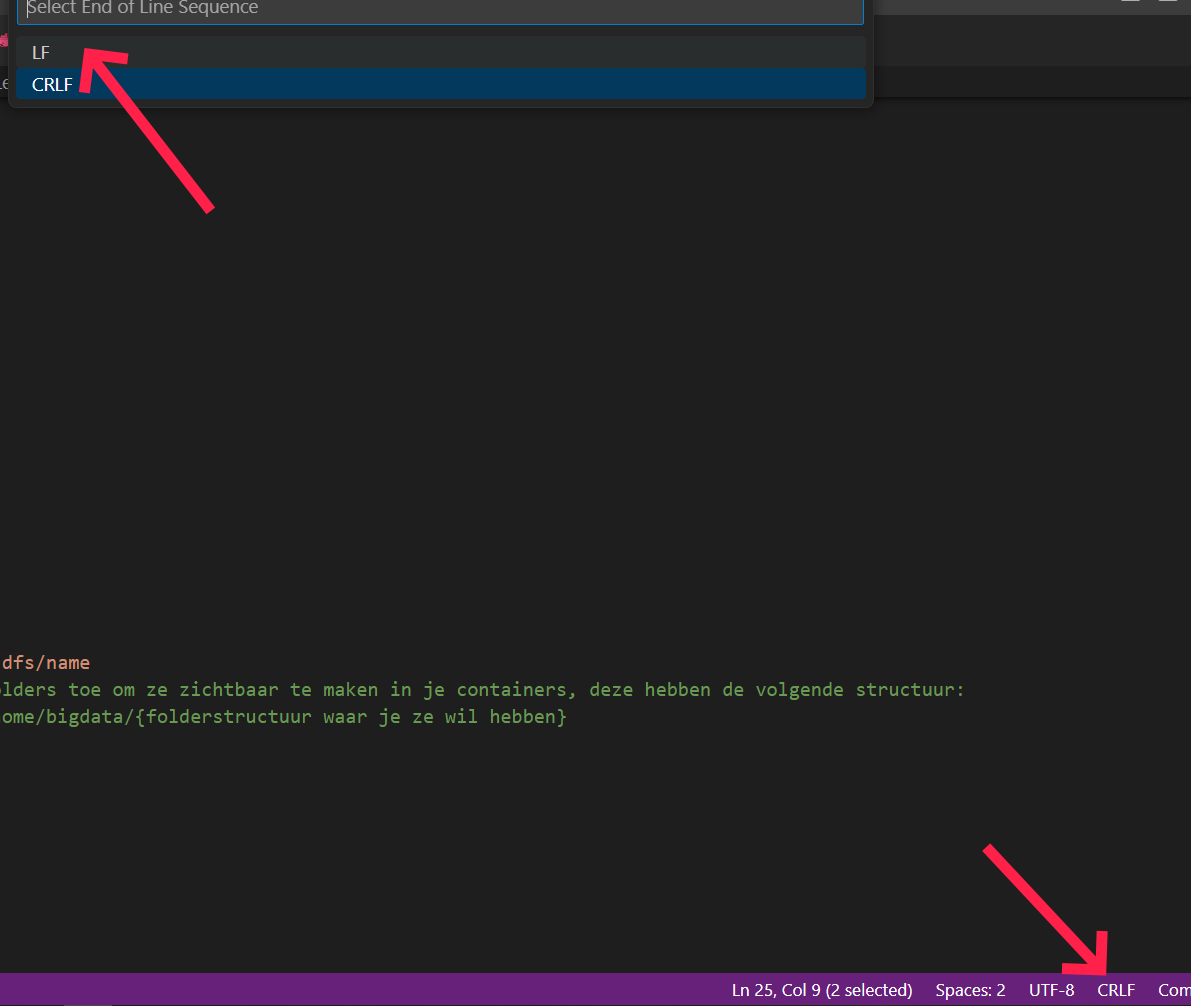 Select End of Line Sequence
LF
CRLF
dfs/name
olders toe om ze zichtbaar te maken in je containers, deze hebben de volgende structuur:
ome/bigdata/{folderstructuur waar je ze wil hebben}
Ln 25, Col 9 (2 selected) Spaces: 2 UTF-8 CRLF Com